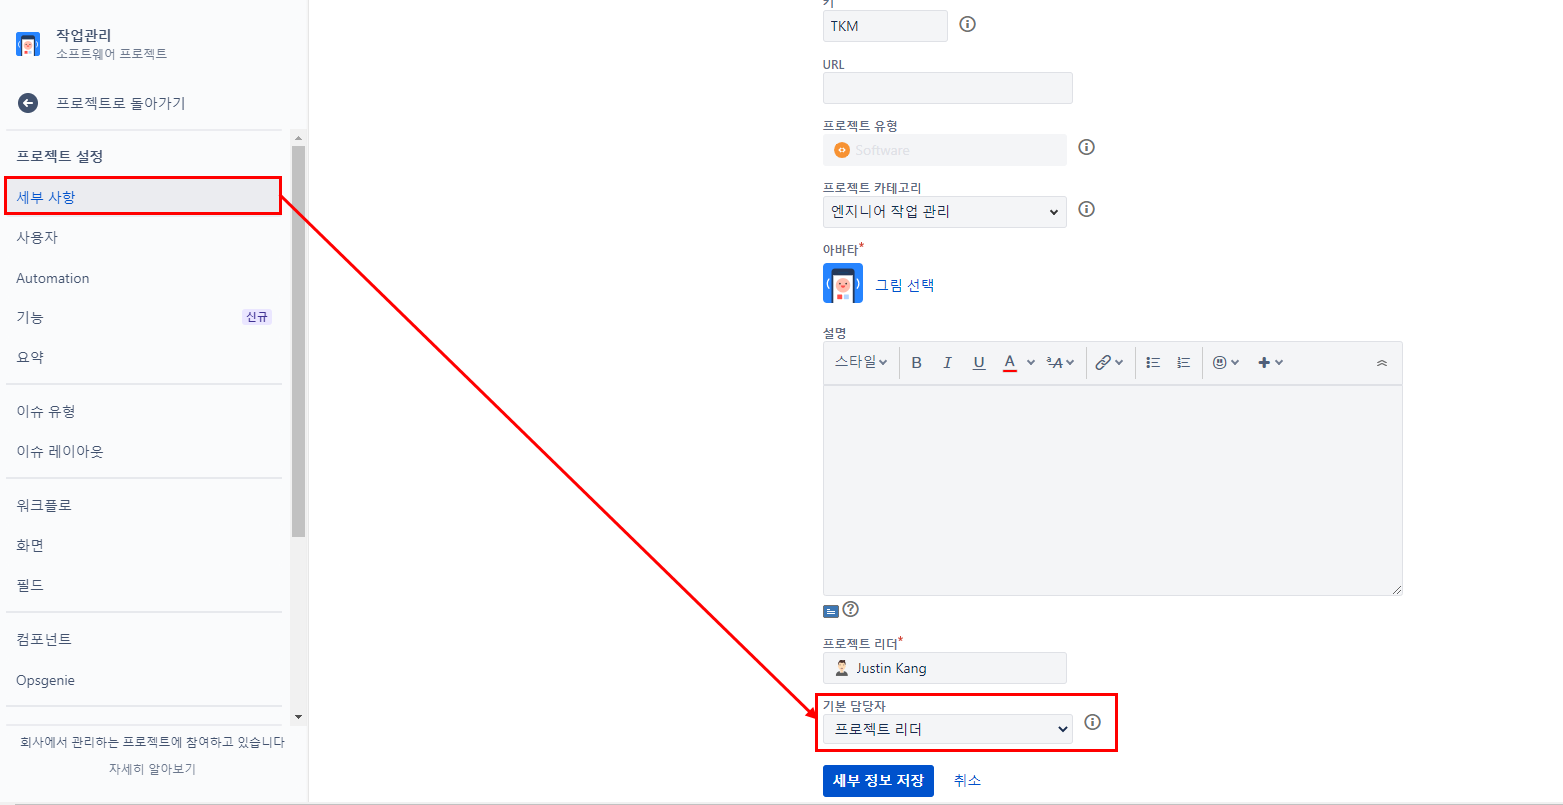 작업관리
소프트웨어 프로젝트
프로젝트로 돌아가기
프로젝트 설정
세부 사항
사용자
Automation
기능 신규
요약
이슈 유형
이슈 레이아웃
워크플로
화면
필드
컴포넌트
Opsgenie
회사에서 관리하는 프로젝트에 참여하고 있습니다
자세히 알아보기
키
TKM
URL
프로젝트 유형
Software
프로젝트 카테고리
엔지니어 작업 관리
아바타*
그림 선택
설명
스타일 B I U A ªA
프로젝트 리더*
Justin Kang
기본 담당자
프로젝트 리더
세부 정보 저장 취소